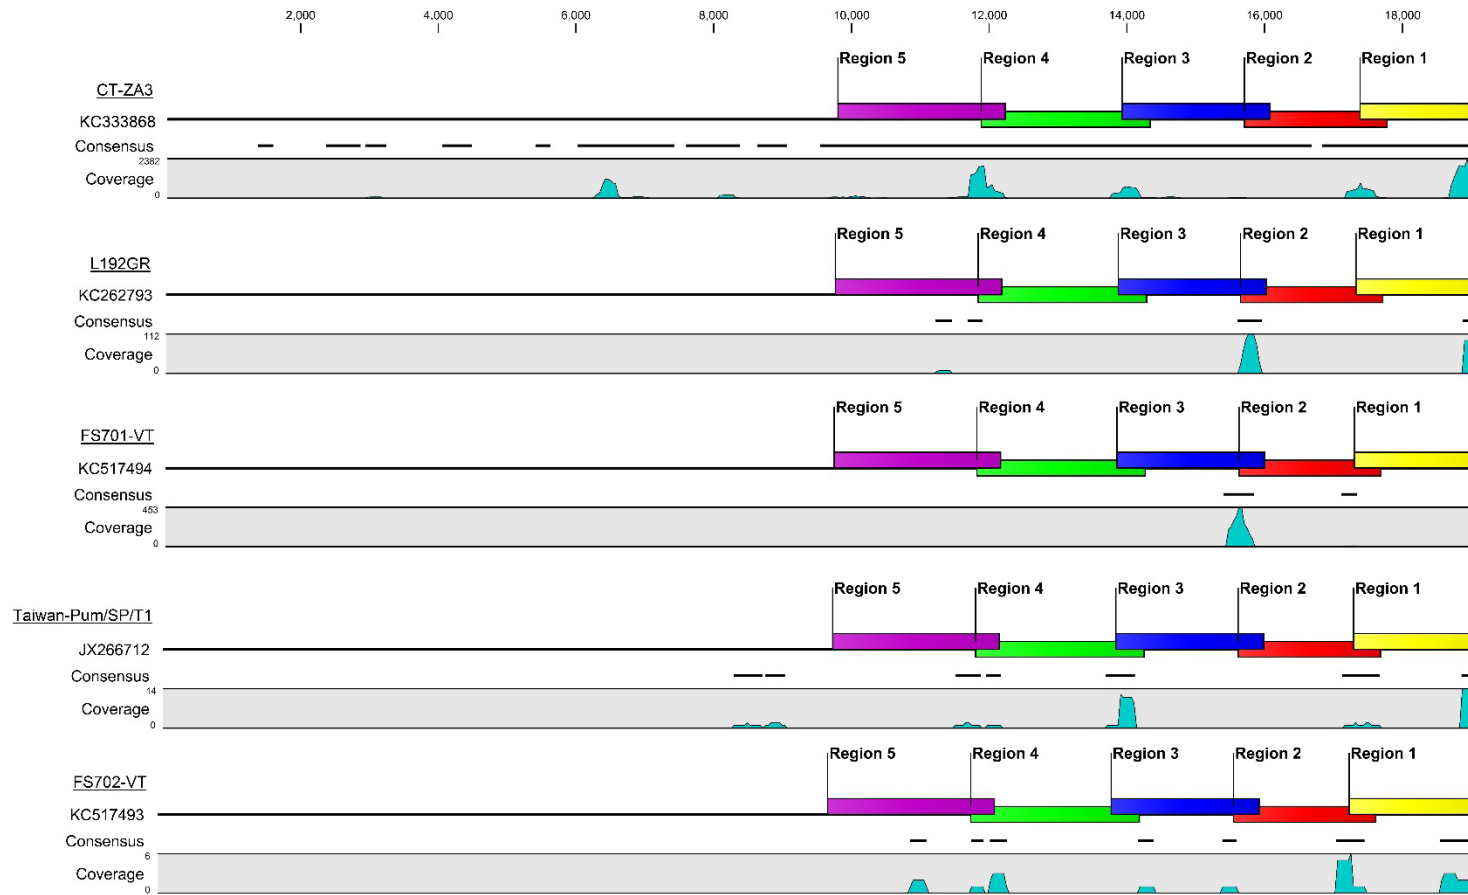 2,000 4,000 6,000 8,000 10,000 12,000 14,000 16,000 18,000
Region 5 Region 4 Region 3 Region 2 Region 1
CT-ZA3
KC333868
Consensus
2382
Coverage
0
Region 5 Region 4 Region 3 Region 2 Region 1
L192GR
KC262793
Consensus
112
Coverage
0
Region 5 Region 4 Region 3 Region 2 Region 1
FS701-VT
KC517494
Consensus
453
Coverage
0
Region 5 Region 4 Region 3 Region 2 Region 1
Taiwan-Pum/SP/T1
JX266712
Consensus
14
Coverage
0
Region 5 Region 4 Region 3 Region 2 Region 1
FS702-VT
KC517493
Consensus
6
Coverage
0